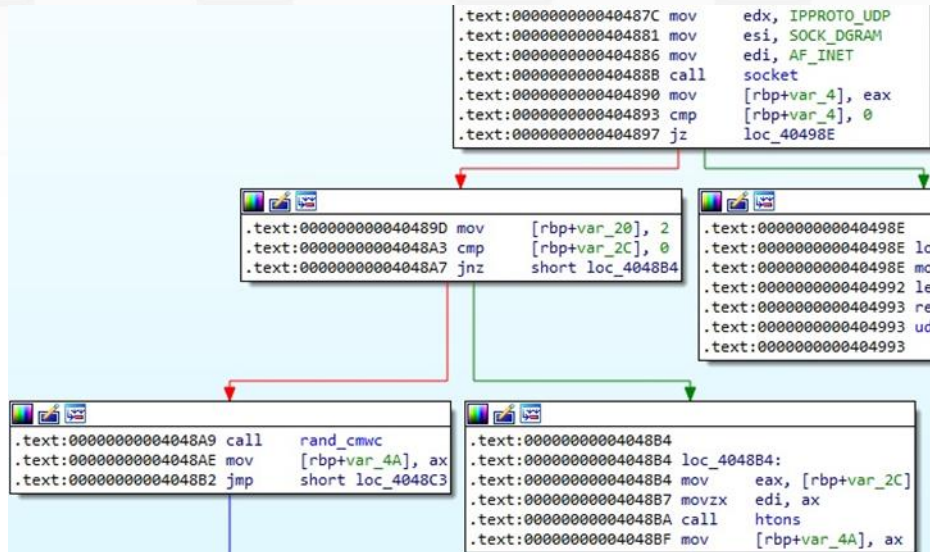 .text:000000000040487C mov edx, IPPROTO_UDP
.text:0000000000404881 mov esi, SOCK_DGRAM
.text:0000000000404886 mov edi, AF_INET
.text:000000000040488B call socket
.text:0000000000404890 mov [rbp+var_4], eax
.text:0000000000404893 cmp [rbp+var_4], 0
.text:0000000000404897 jz loc_40498E
.text:000000000040489D mov [rbp+var_20], 2
.text:00000000004048A3 cmp [rbp+var_2C], 0
.text:00000000004048A7 jnz short loc_4048B4
.text:000000000040498E
.text:000000000040498E lo
.text:000000000040498E mo
.text:0000000000404992 le
.text:0000000000404993 re
.text:0000000000404993 ud
.text:0000000000404993
.text:00000000004048A9 call rand_cmwc
.text:00000000004048AE mov [rbp+var_4A], ax
.text:00000000004048B2 jmp short loc_4048C3
.text:00000000004048B4
.text:00000000004048B4 loc_4048B4:
.text:00000000004048B4 mov eax, [rbp+var_2C]
.text:00000000004048B7 movzx edi, ax
.text:00000000004048BA call htons
.text:00000000004048BF mov [rbp+var_4A], ax